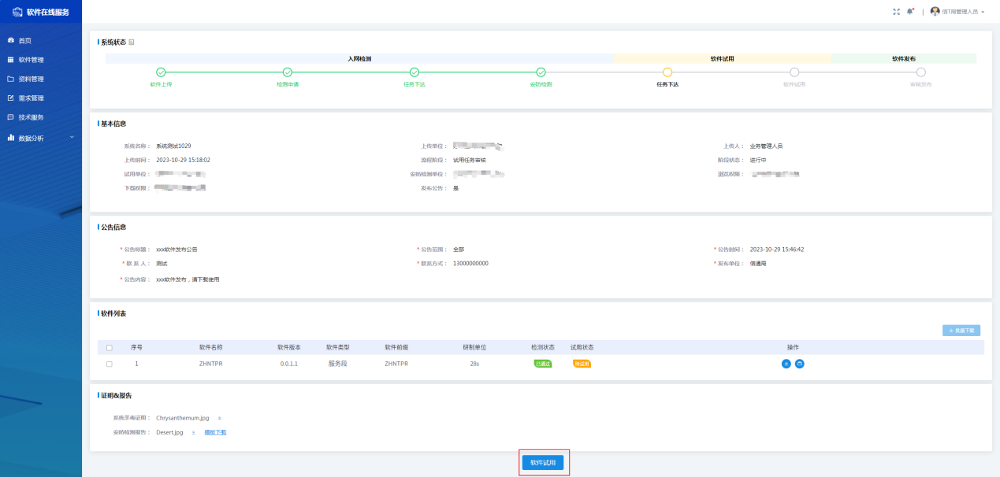 软件在线服务
信T局管理人员
首页
软件管理
资料管理
需求管理
技术服务
数据分析
系统状态
入网检测
软件试用
软件发布
软件上传
检测申请
任务下达
安防检测
任务下达
软件试用
审核发布
基本信息
系统名称： 系统测试1029
上传单位：
上传人： 业务管理人员
上传时间： 2023-10-29 15:18:02
流程阶段： 试用任务审核
阶段状态： 进行中
试用单位：
安防检测单位：
浏览权限：
下载权限：
发布公告： 是
公告信息
* 公告标题： xxx软件发布公告
* 公告范围： 全部
* 公告时间： 2023-10-29 15:46:42
* 联 系 人： 测试
* 联系方式： 13000000000
* 发布单位： 信通局
* 公告内容： xxx软件发布，请下载使用
软件列表
批量下载
序号 软件名称 软件版本 软件类型 软件前缀 研制单位 检测状态 试用状态 操作
1 ZHNTPR 0.0.1.1 服务段 ZHNTPR 28s 已通过 待试用
证明&报告
系统杀毒证明： Chrysanthemum.jpg
安防检测报告： Desert.jpg 模板下载
软件试用